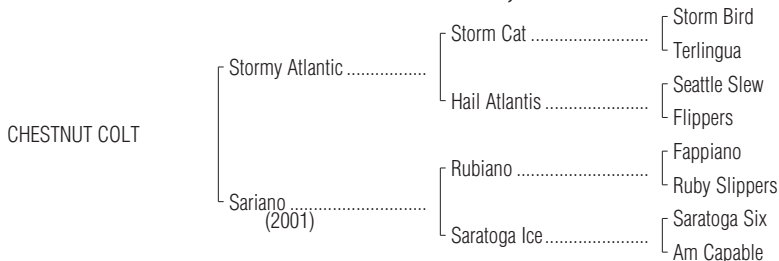 Storm Bird
Storm Cat ........................
Terlingua
Stormy Atlantic .................
Seattle Slew
Hail Atlantis ......................
Flippers
CHESTNUT COLT
Fappiano
Rubiano ............................
Ruby Slippers
Sariano .............................
(2001)
Saratoga Six
Saratoga Ice......................
Am Capable